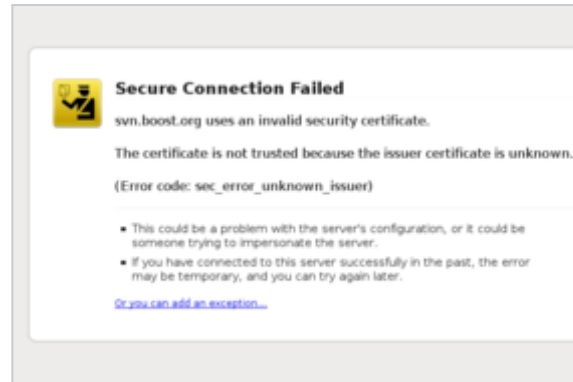 Secure Connection Failed
svn.boost.org uses an invalid security certificate.
The certificate is not trusted because the issuer certificate is unknown.
(Error code: sec_error_unknown_issuer)
This could be a problem with the server's configuration, or it could be
someone trying to impersonate the server.
If you have connected to this server successfully in the past, the error
may be temporary, and you can try again later.
Or you can add an exception...